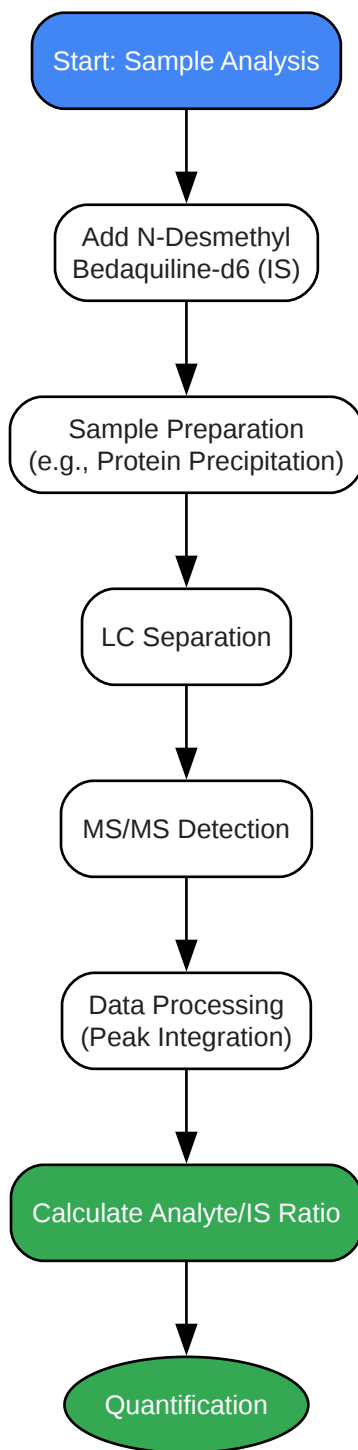 Start: Sample Analysis
Add N-Desmethyl
Bedaquiline-d6 (IS)
Sample Preparation
(e.g., Protein Precipitation)
LC Separation
MS/MS Detection
Data Processing
(Peak Integration)
Calculate Analyte/IS Ratio
Quantification